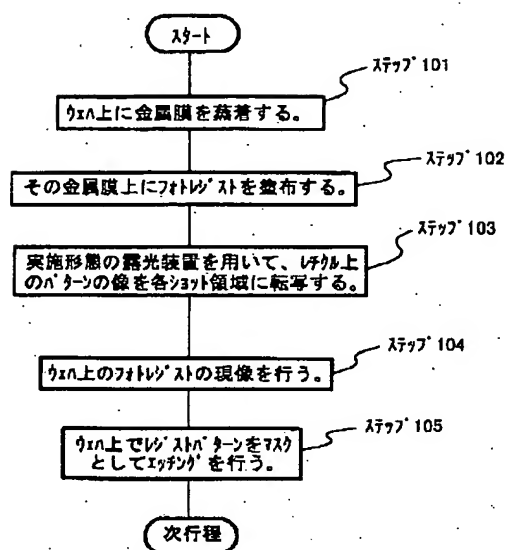 スタート
ステップ101
ウェハ上に金属膜を蒸着する。
ステップ102
その金属膜上にフォトレジストを塗布する。
ステップ103
実施形態の露光装置を用いて、レチクル上
のパターンの像を各ショット領域に転写する。
ステップ104
ウェハ上のフォトレジストの現像を行う。
ステップ105
ウェハ上でレジストパターンをマスク
としてエッチングを行う。
次行程